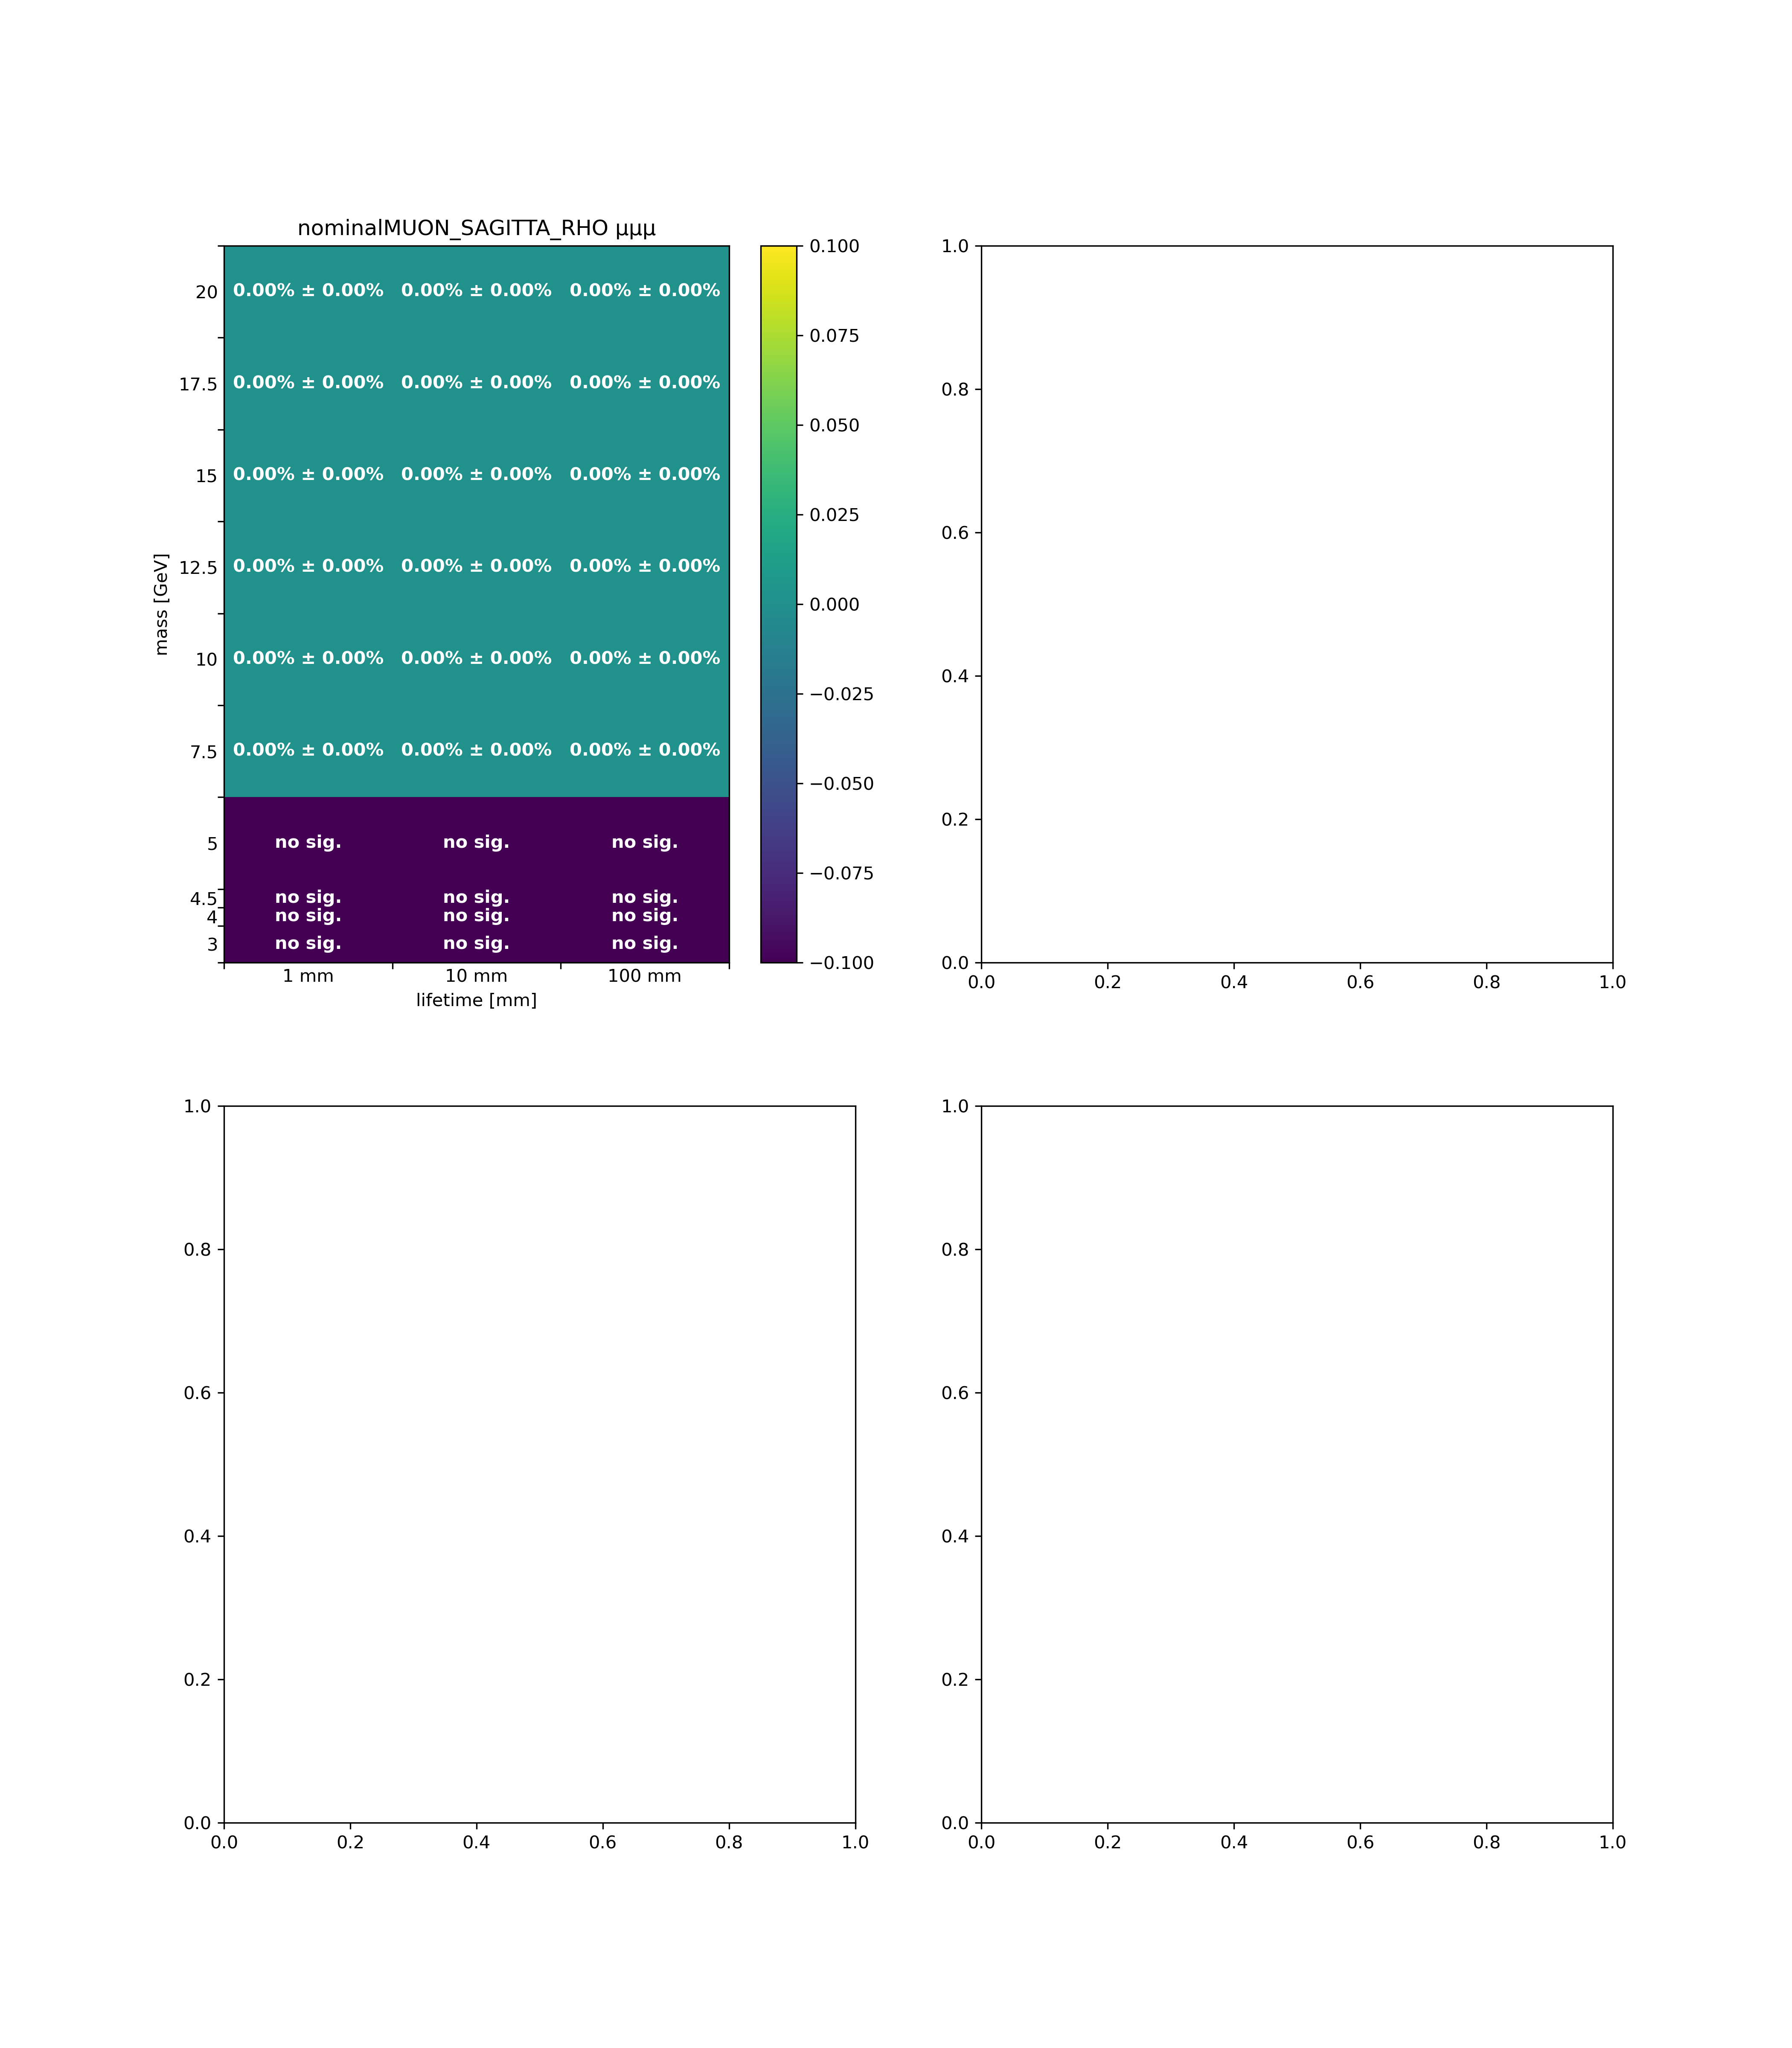 nominalMUON_SAGITTA_RHO μμμ
20 0.00% ± 0.00% 0.00% ± 0.00% 0.00% ± 0.00%
17.5 0.00% ± 0.00% 0.00% ± 0.00% 0.00% ± 0.00%
15 0.00% ± 0.00% 0.00% ± 0.00% 0.00% ± 0.00%
12.5 0.00% ± 0.00% 0.00% ± 0.00% 0.00% ± 0.00%
10 0.00% ± 0.00% 0.00% ± 0.00% 0.00% ± 0.00%
7.5 0.00% ± 0.00% 0.00% ± 0.00% 0.00% ± 0.00%
5 no sig. no sig. no sig.
4.5 no sig. no sig. no sig.
4 no sig. no sig. no sig.
3 no sig. no sig. no sig.
1 mm 10 mm 100 mm
lifetime [mm]
mass [GeV]
0.100
0.075
0.050
0.025
0.000
−0.025
−0.050
−0.075
−0.100
1.0
0.8
0.6
0.4
0.2
0.0
0.0 0.2 0.4 0.6 0.8 1.0
1.0
0.8
0.6
0.4
0.2
0.0
0.0 0.2 0.4 0.6 0.8 1.0
1.0
0.8
0.6
0.4
0.2
0.0
0.0 0.2 0.4 0.6 0.8 1.0